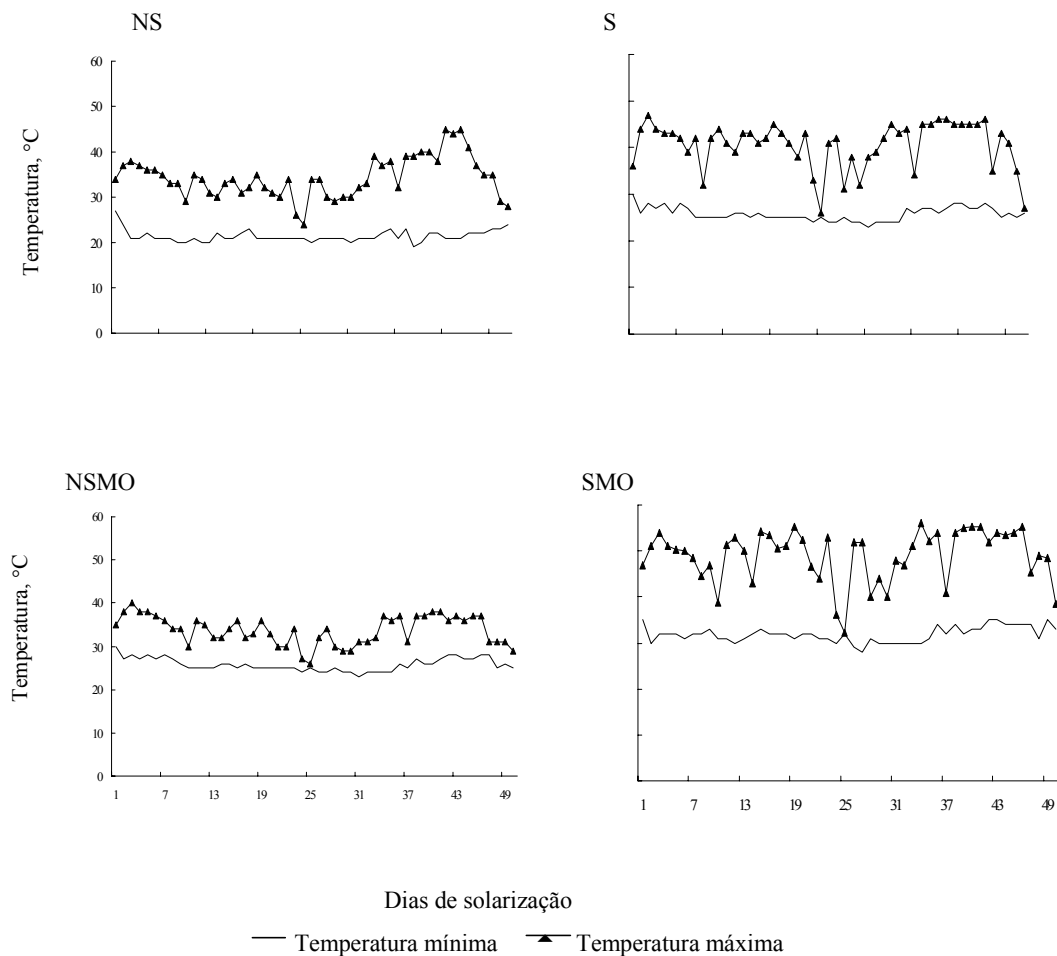 NS
S
60
50
40
30
20
10
0
Temperatura, °C
NSMO
SMO
60
50
40
30
20
10
0
Temperatura, °C
1 7 13 19 25 31 37 43 49
1 7 13 19 25 31 37 43 49
Dias de solarização
Temperatura mínima Temperatura máxima